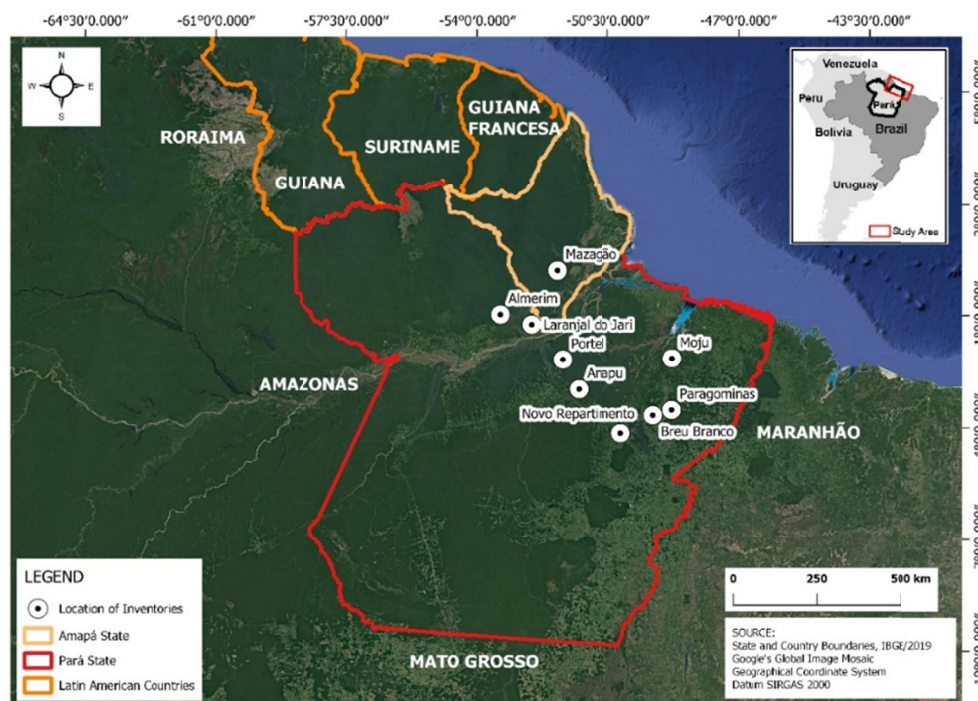 -64°30'0.000" -61°0'0.000" -57°30'0.000" -54°0'0.000" -50°30'0.000" -47°0'0.000" -43°30'0.000"
N
W E
S
Venezuela
Peru
Pará
Brazil
Bolivia
Uruguay
Study Area
RORAIMA
GUIANA
SURINAME
GUIANA
FRANCESA
Mazagão
Almerim
Laranjal do Jari
Portel
Moju
Anapu
AMAZONAS
Paragominas
Novo Repartimento
Breu Branco
MARANHÃO
MATO GROSSO
LEGEND
Location of Inventories
Amapá State
Pará State
Latin American Countries
0 250 500 km
SOURCE:
State and Country Boundaries, IBGE/2019
Google's Global Image Mosaic
Geographical Coordinate System
Datum SIRGAS 2000